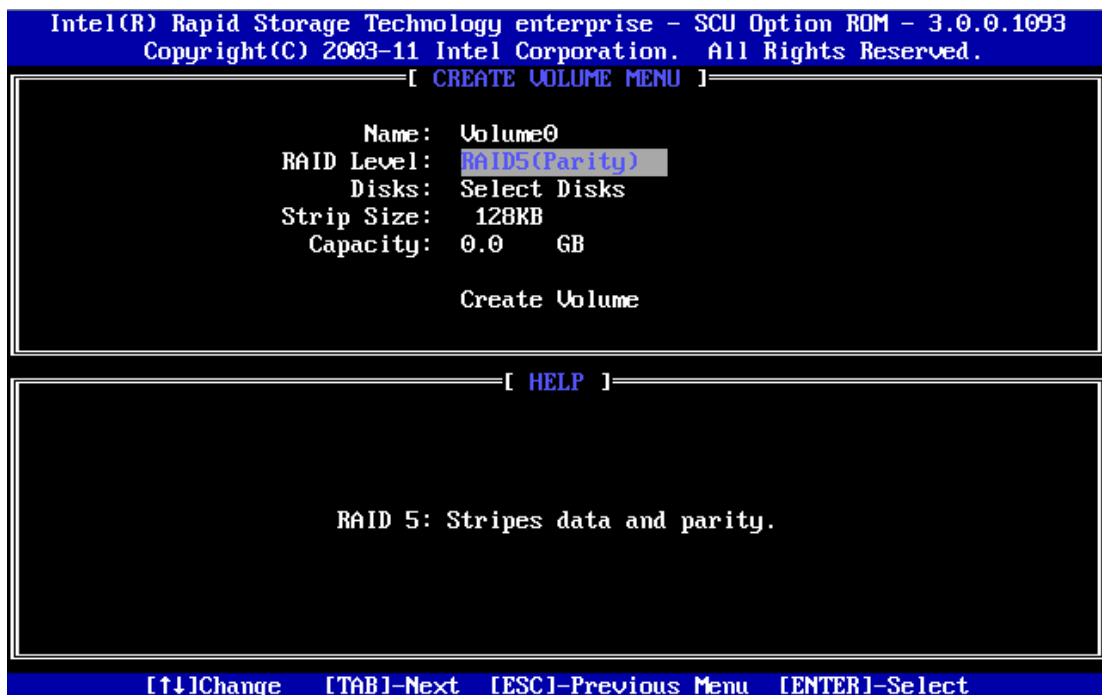 Intel(R) Rapid Storage Technology enterprise - SCU Option ROM - 3.0.0.1093
Copyright(C) 2003-11 Intel Corporation. All Rights Reserved.
[ CREATE VOLUME MENU ]
Name: Volume0
RAID Level: RAID5(Parity)
Disks: Select Disks
Strip Size: 128KB
Capacity: 0.0 GB
Create Volume
[ HELP ]
RAID 5: Stripes data and parity.
[↑↓]Change [TAB]-Next [ESC]-Previous Menu [ENTER]-Select